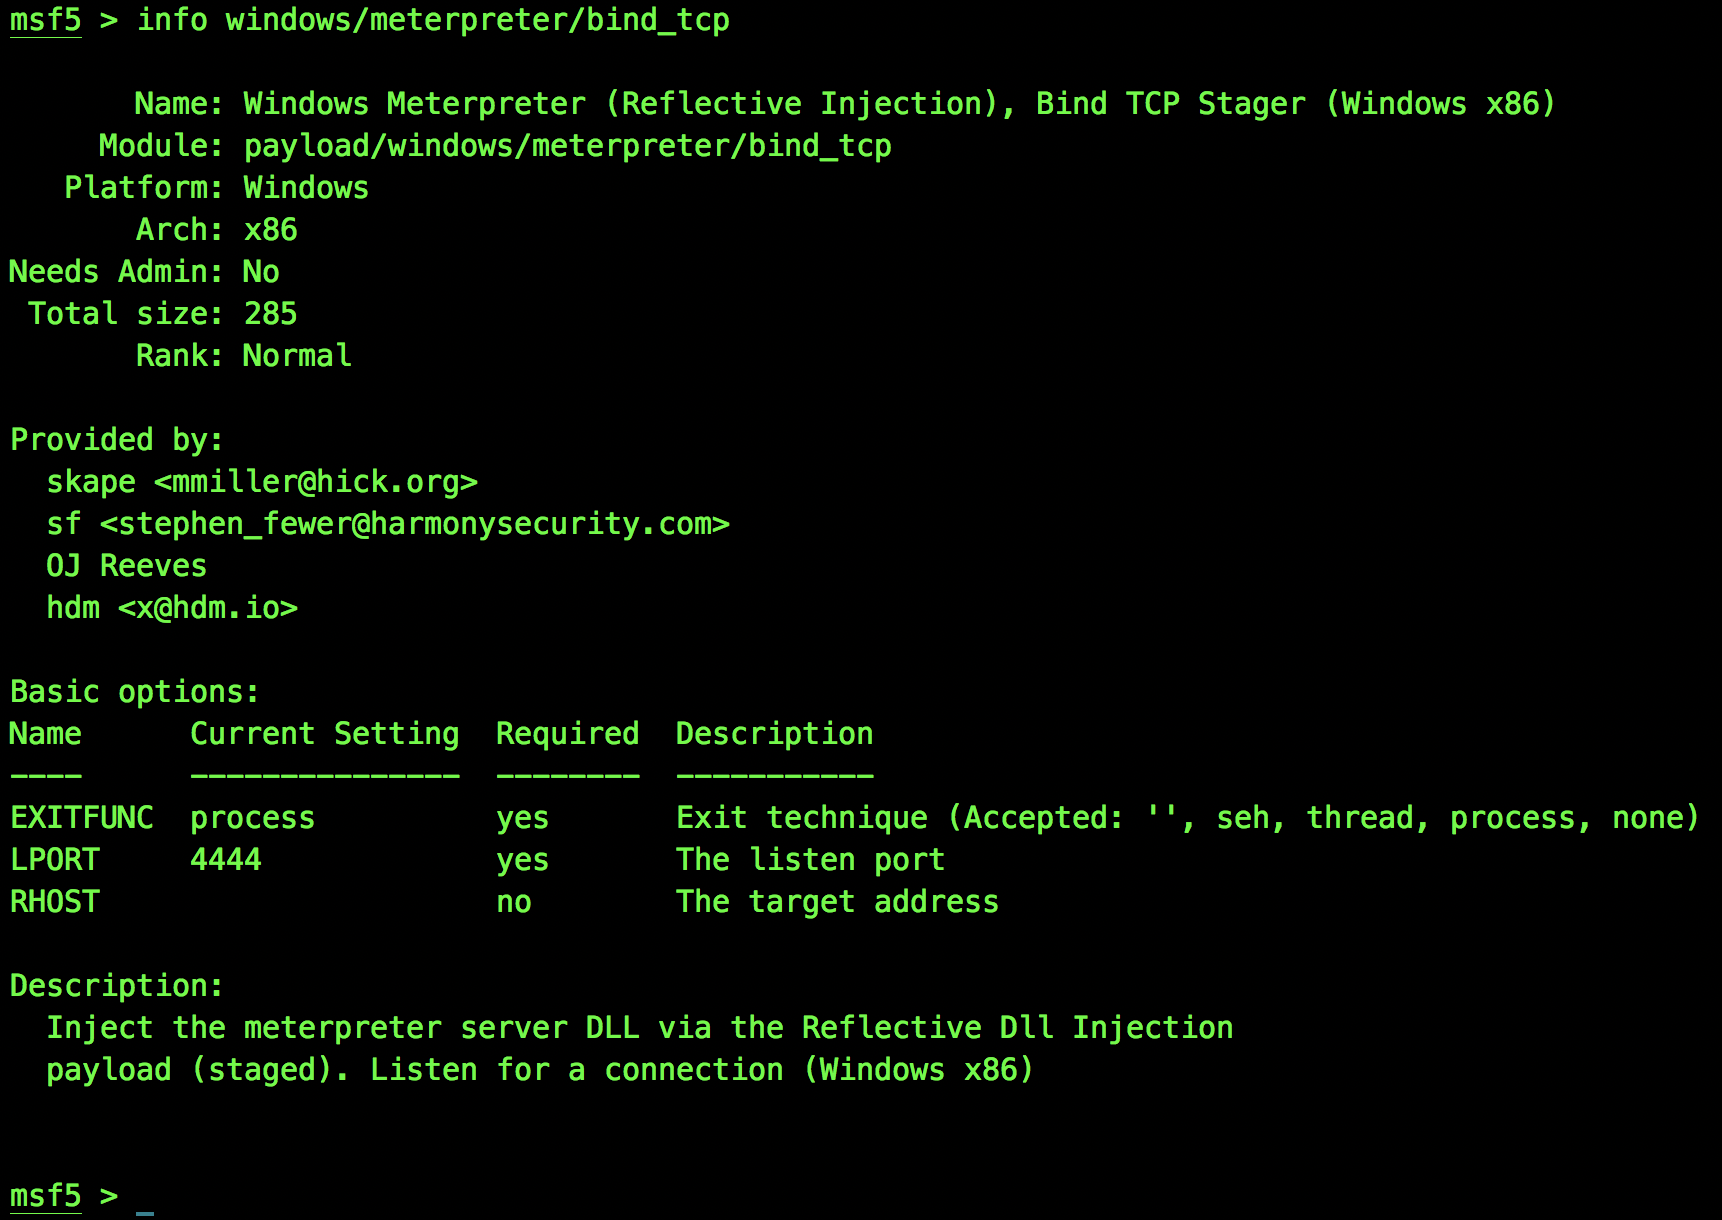 msf5 > info windows/meterpreter/bind_tcp
Name: Windows Meterpreter (Reflective Injection), Bind TCP Stager (Windows x86)
Module: payload/windows/meterpreter/bind_tcp
Platform: Windows
Arch: x86
Needs Admin: No
Total size: 285
Rank: Normal
Provided by:
skape <mmiller@hick.org>
sf <stephen_fewer@harmonysecurity.com>
OJ Reeves
hdm <x@hdm.io>
Basic options:
Name      Current Setting  Required  Description
----      ---------------  --------  -----------
EXITFUNC  process          yes       Exit technique (Accepted: '', seh, thread, process, none)
LPORT     4444             yes       The listen port
RHOST                      no        The target address
Description:
Inject the meterpreter server DLL via the Reflective Dll Injection
payload (staged). Listen for a connection (Windows x86)
msf5 > _